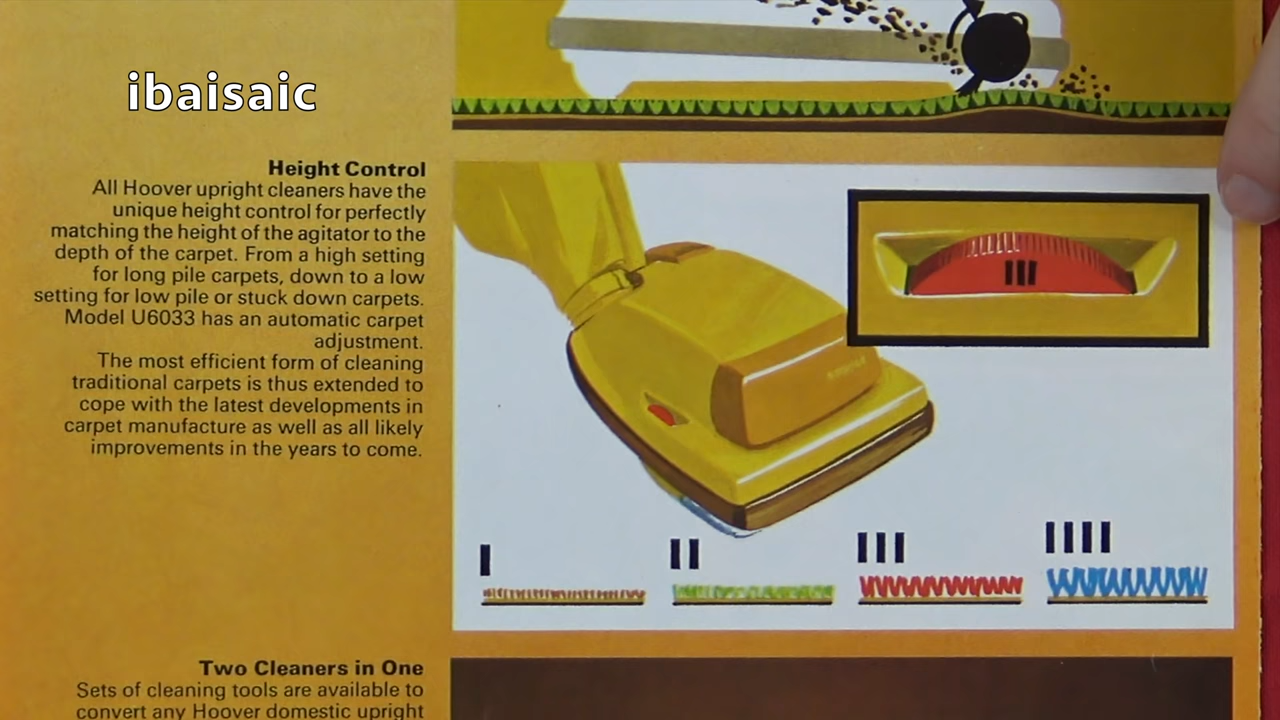 ibaisaic
Height Control
All Hoover upright cleaners have the
unique height control for perfectly
matching the height of the agitator to the
depth of the carpet. From a high setting
for long pile carpets, down to a low
setting for low pile or stuck down carpets.
Model U6033 has an automatic carpet
adjustment.
The most efficient form of cleaning
traditional carpets is thus extended to
cope with the latest developments in
carpet manufacture as well as all likely
improvements in the years to come.
III
I
II
III
IIII
Two Cleaners in One
Sets of cleaning tools are available to
convert any Hoover domestic upright